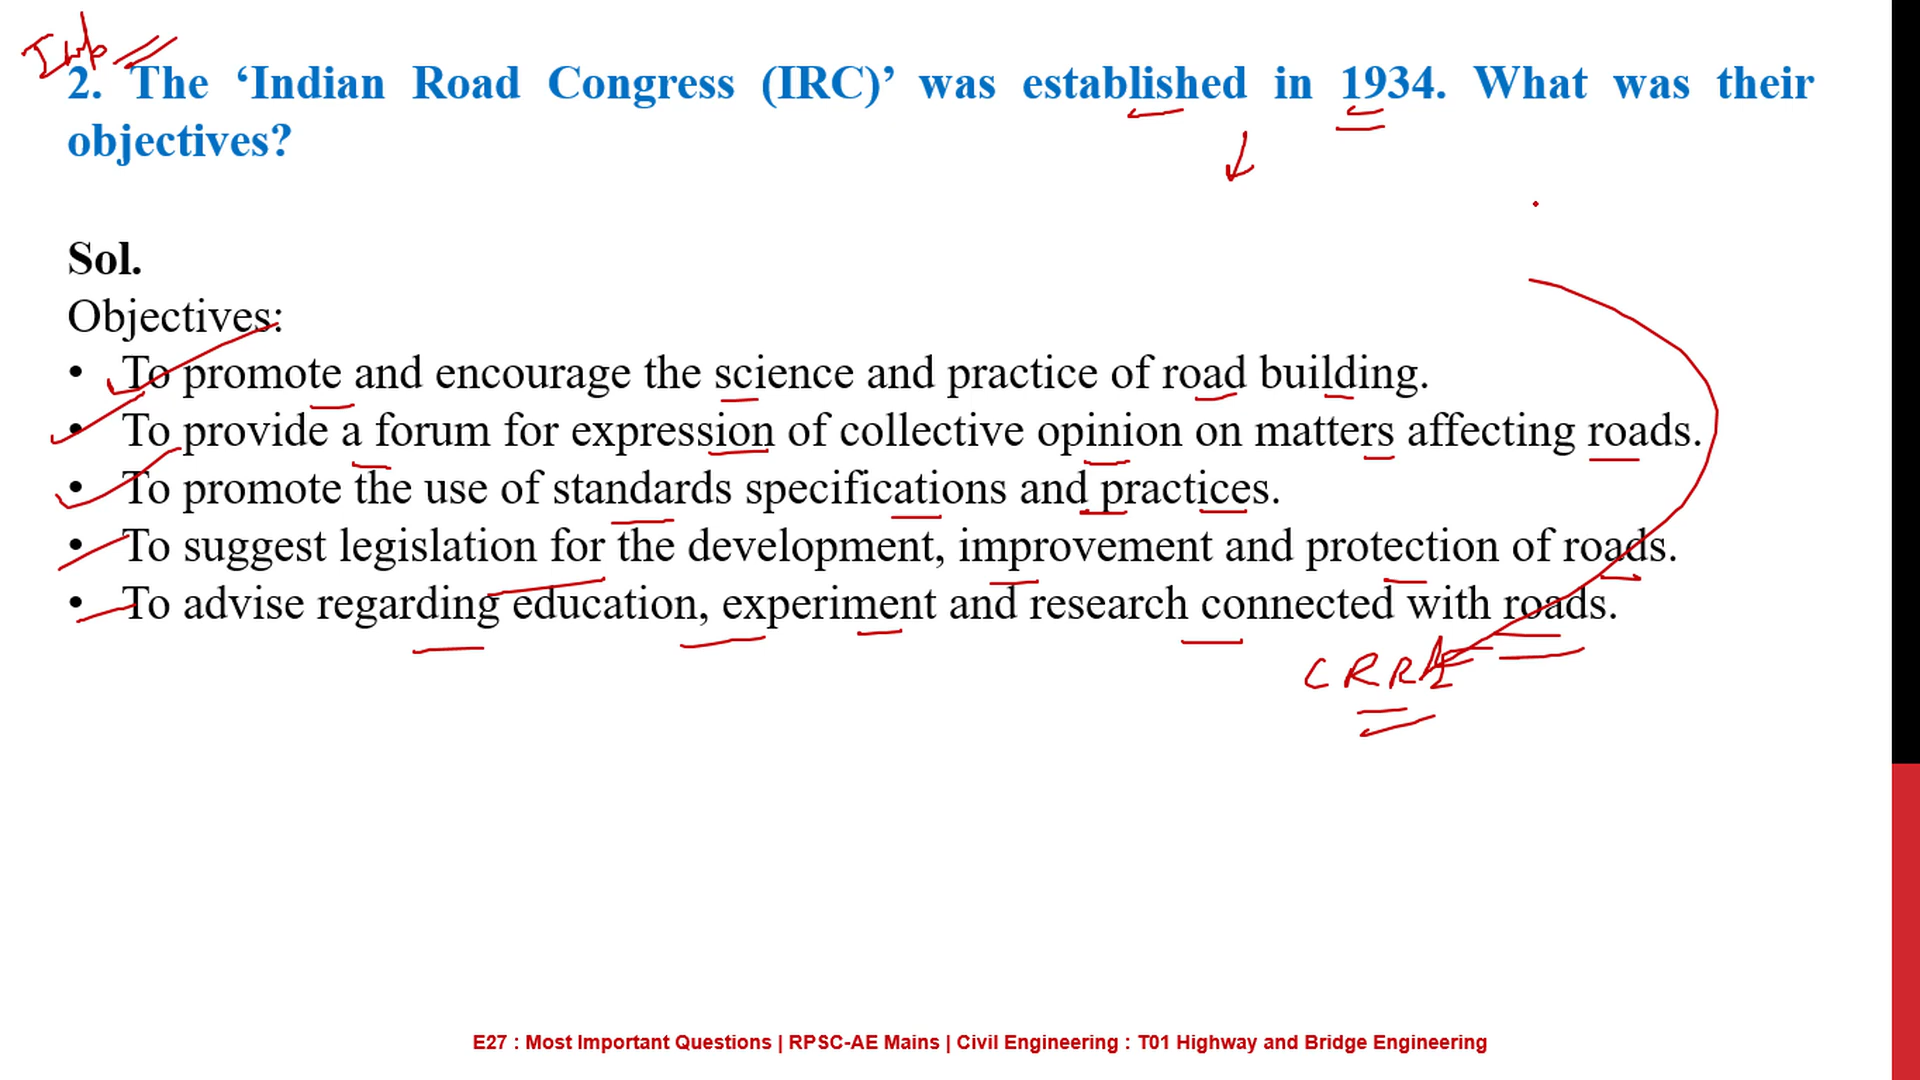 Imp
2. The ‘Indian Road Congress (IRC)’ was established in 1934. What was their
objectives?
Sol.
Objectives:
• To promote and encourage the science and practice of road building.
• To provide a forum for expression of collective opinion on matters affecting roads.
• To promote the use of standards specifications and practices.
• To suggest legislation for the development, improvement and protection of roads.
• To advise regarding education, experiment and research connected with roads.
CRRI
E27 : Most Important Questions | RPSC-AE Mains | Civil Engineering : T01 Highway and Bridge Engineering